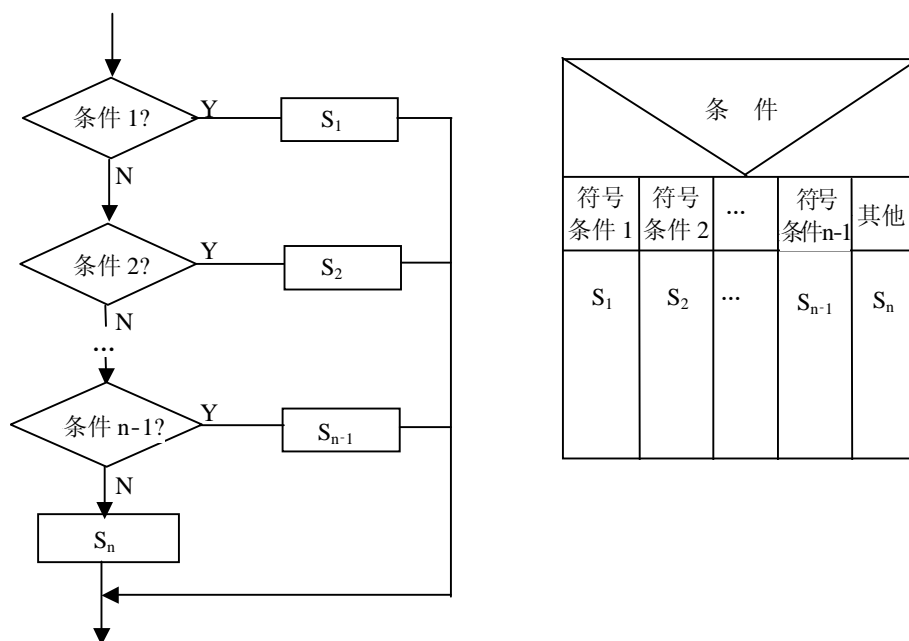 条件 1?
Y
S₁
N
条件 2?
Y
S₂
N
...
条件 n-1?
Y
Sₙ₋₁
N
Sₙ
条 件
符号 符号 ... 符号 其他
条件 1 条件 2 条件n-1
S₁ S₂ ... Sₙ₋₁ Sₙ